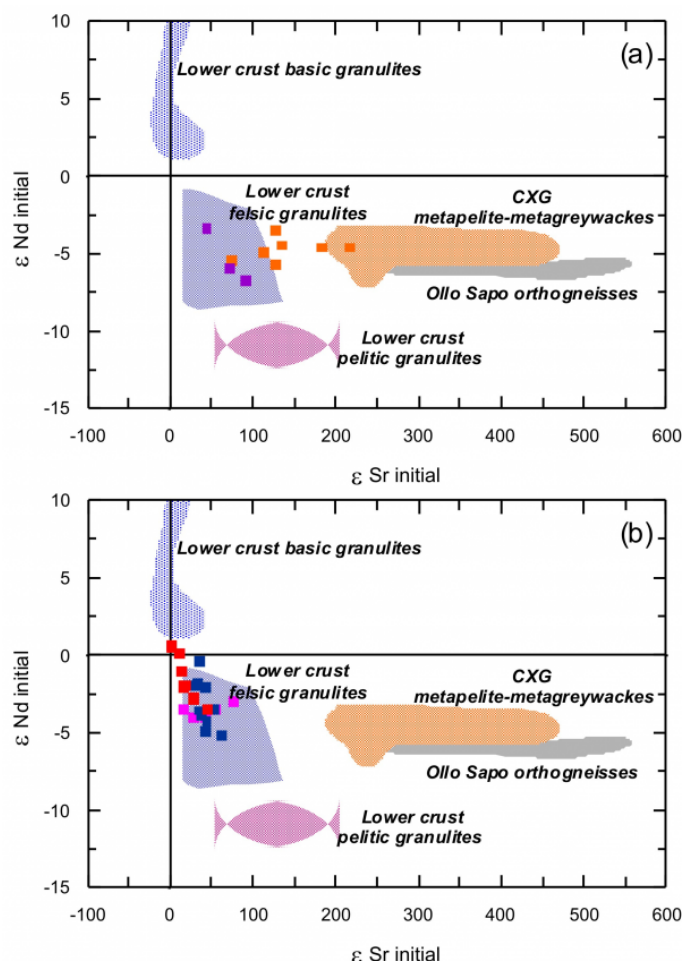 10
(a)
Lower crust basic granulites
5
ε Nd initial
0
Lower crust
felsic granulites
CXG
metapelite-metagreywackes
-5
Ollo Sapo orthogneisses
-10
Lower crust
pelitic granulites
-15
-100 0 100 200 300 400 500 600
ε Sr initial
10
(b)
Lower crust basic granulites
5
ε Nd initial
0
Lower crust
felsic granulites
CXG
metapelite-metagreywackes
-5
Ollo Sapo orthogneisses
-10
Lower crust
pelitic granulites
-15
-100 0 100 200 300 400 500 600
ε Sr initial